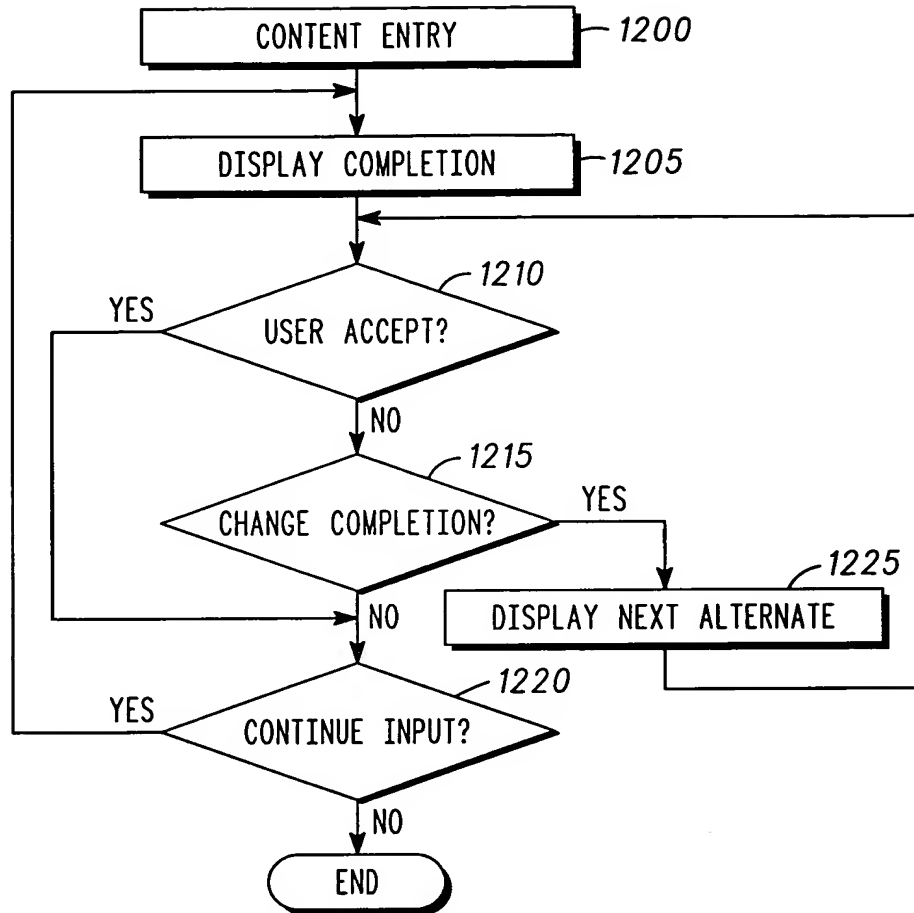 CONTENT ENTRY
1200
DISPLAY COMPLETION
1205
1210
YES
USER ACCEPT?
NO
1215
YES
CHANGE COMPLETION?
1225
NO
DISPLAY NEXT ALTERNATE
1220
YES
CONTINUE INPUT?
NO
END